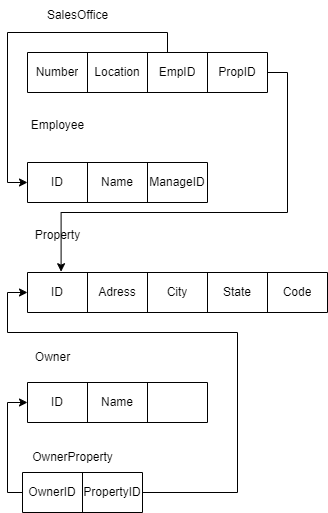 SalesOffice
Number Location EmpID PropID
Employee
ID Name ManageID
Property
ID Adress City State Code
Owner
ID Name
OwnerProperty
OwnerID PropertyID